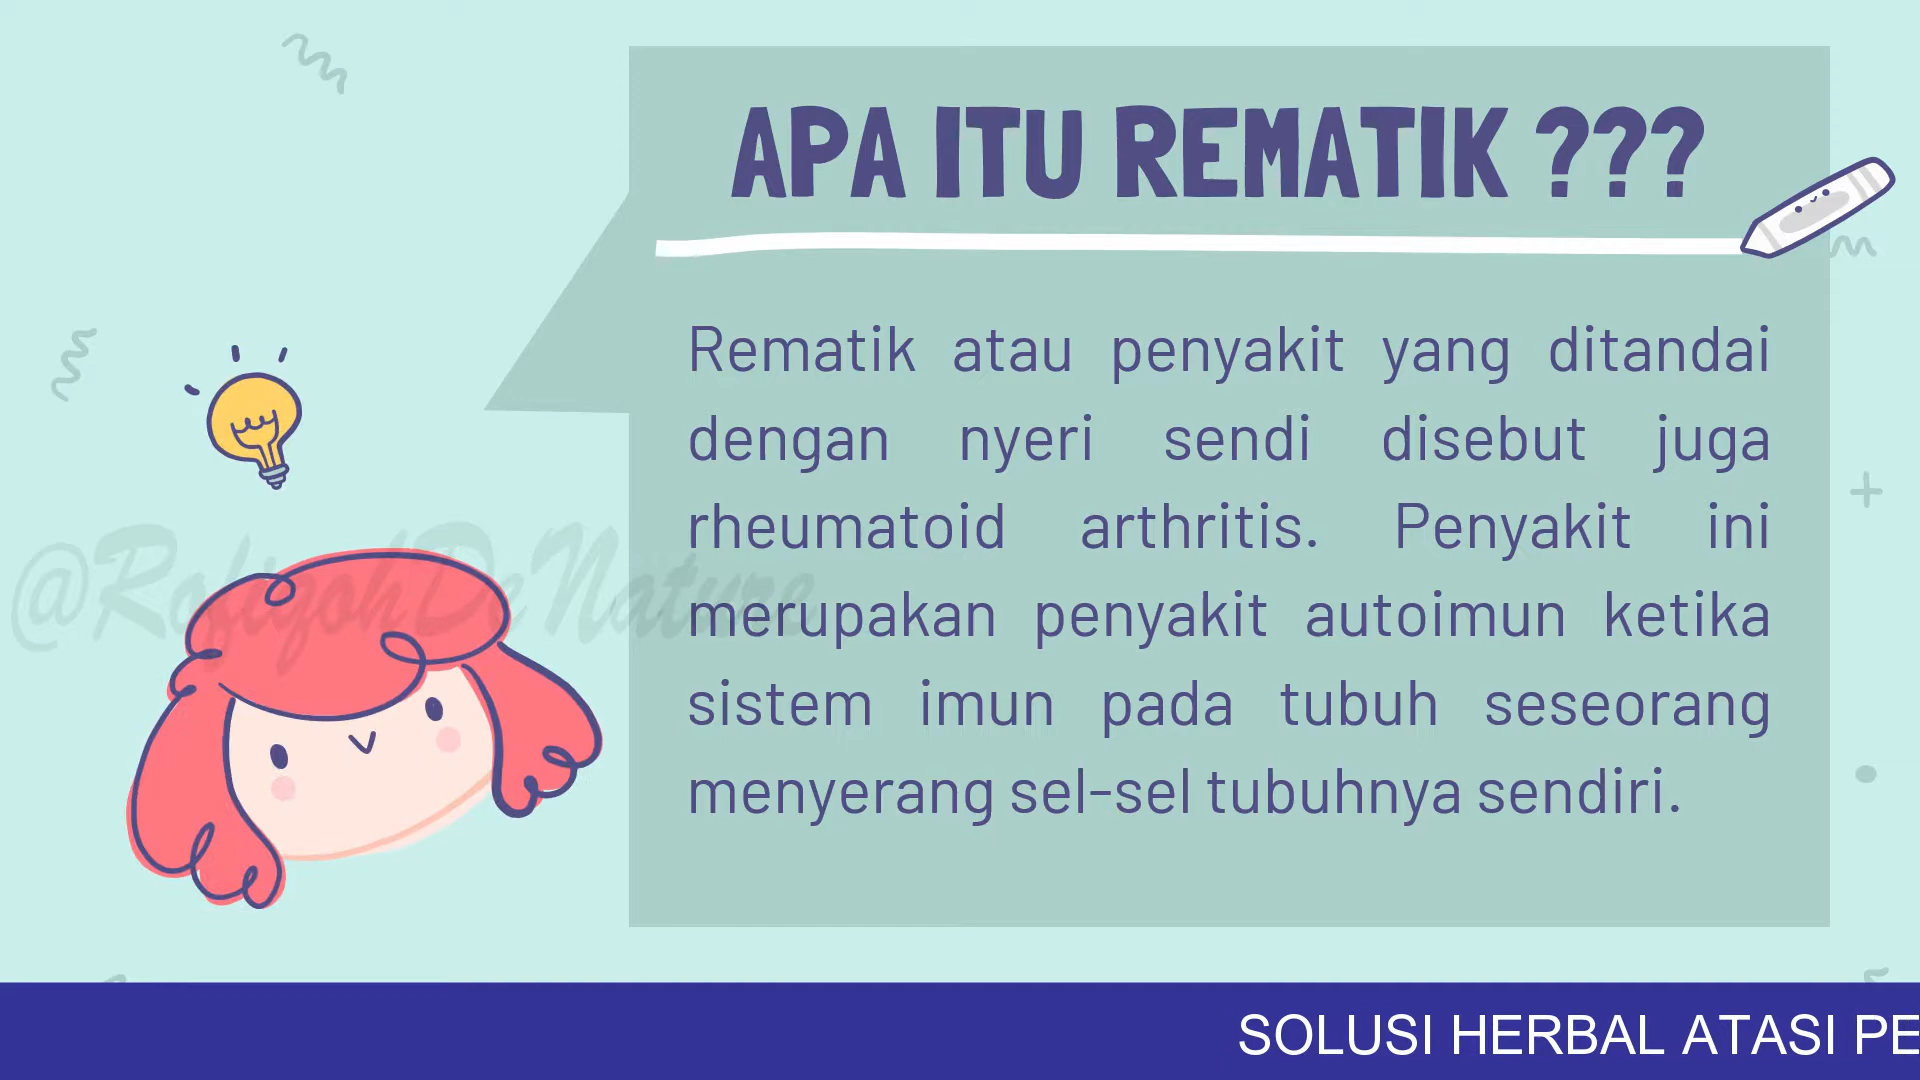 APA ITU REMATIK ???
Rematik atau penyakit yang ditandai
dengan nyeri sendi disebut juga
rheumatoid arthritis. Penyakit ini
merupakan penyakit autoimun ketika
sistem imun pada tubuh seseorang
menyerang sel-sel tubuhnya sendiri.
@RafiqohDeNature
SOLUSI HERBAL ATASI PE